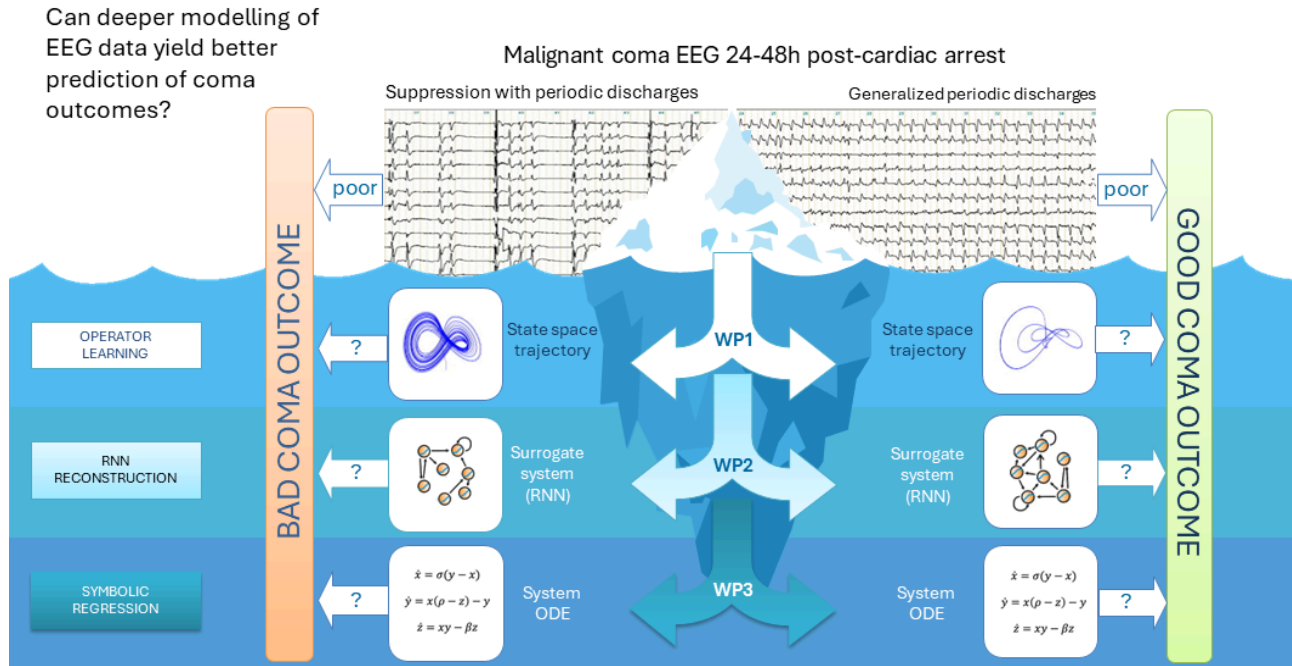 Can deeper modelling of
EEG data yield better
prediction of coma
outcomes?
Malignant coma EEG 24-48h post-cardiac arrest
Suppression with periodic discharges
Generalized periodic discharges
poor
poor
BAD COMA OUTCOME
GOOD COMA OUTCOME
OPERATOR
LEARNING
?
State space
trajectory
WP1
State space
trajectory
?
RNN
RECONSTRUCTION
?
Surrogate
system
(RNN)
WP2
Surrogate
system
(RNN)
?
SYMBOLIC
REGRESSION
?
ẋ = σ(y − x)
ẏ = x(ρ − z) − y
ż = xy − βz
System
ODE
WP3
System
ODE
ẋ = σ(y − x)
ẏ = x(ρ − z) − y
ż = xy − βz
?